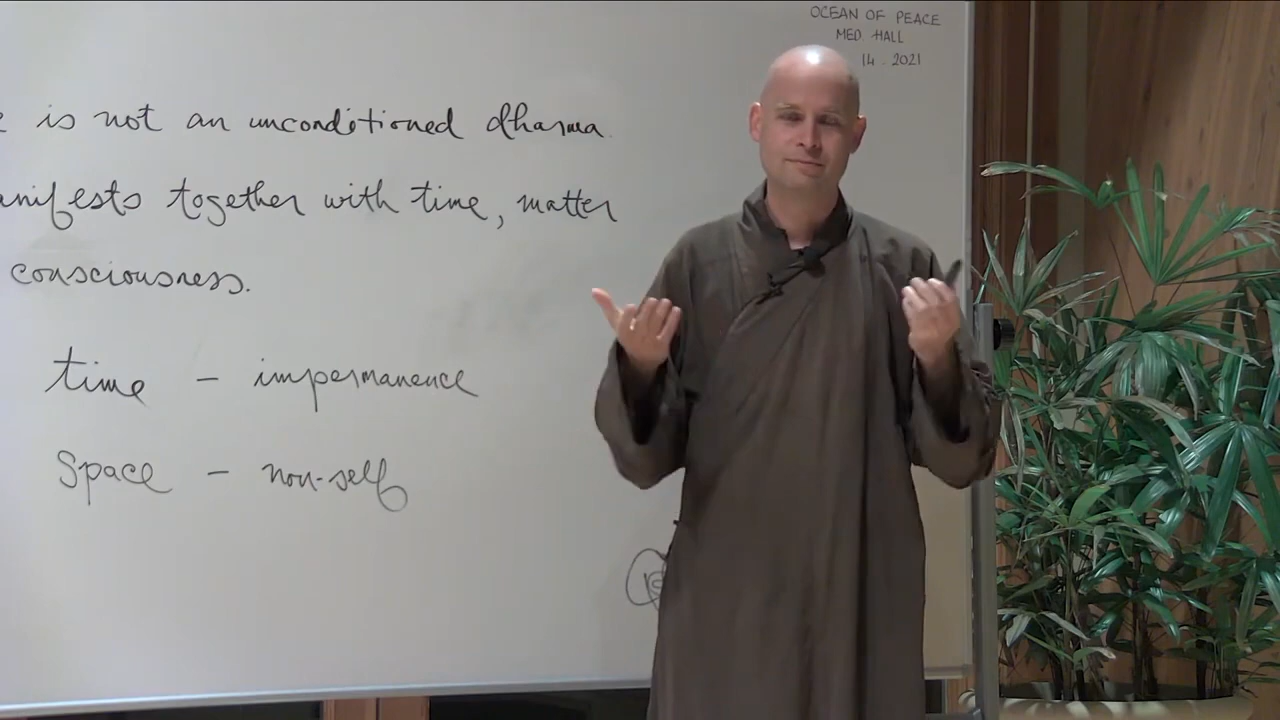 OCEAN OF PEACE
MED. HALL
14 . 2021
is not an unconditioned dharma.
anifests together with time, matter
consciousness.
time – impermanence
Space – non-self